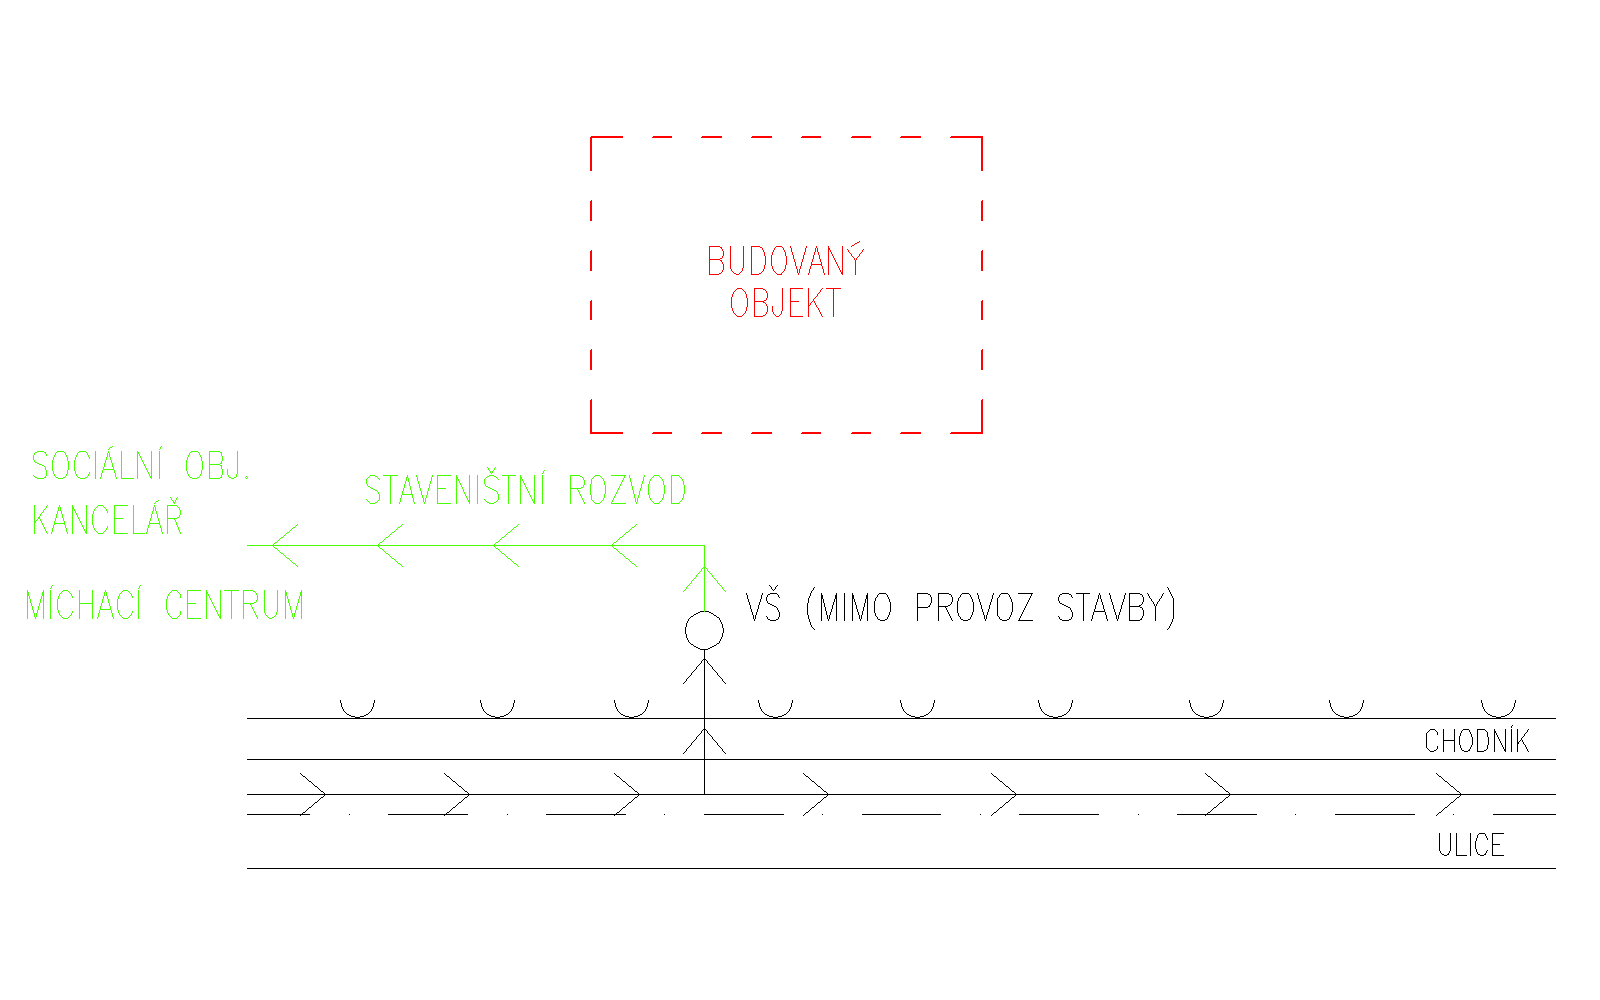 BUDOVANÝ
OBJEKT
SOCIÁLNÍ OBJ.
KANCELÁŘ
STAVENIŠTNÍ ROZVOD
MÍCHACÍ CENTRUM
VŠ (MIMO PROVOZ STAVBY)
CHODNÍK
ULICE